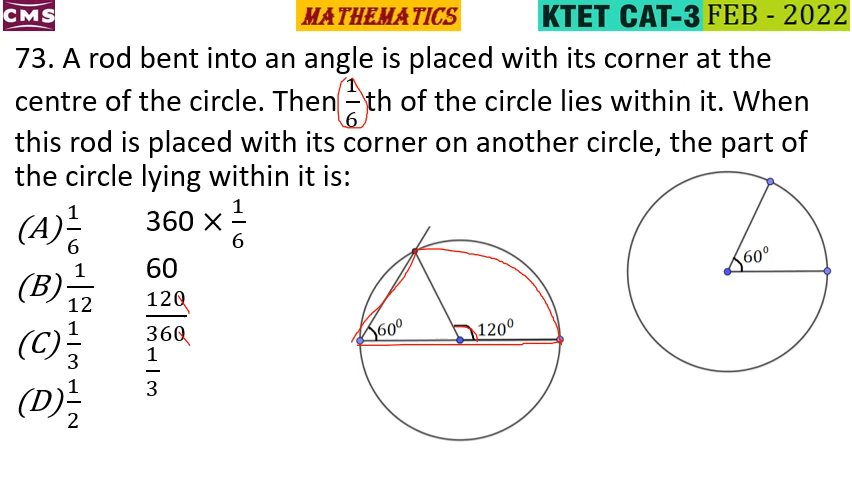 CMS
MATHEMATICS
KTET CAT-3 FEB - 2022
73. A rod bent into an angle is placed with its corner at the
centre of the circle. Then 1/6 th of the circle lies within it. When
this rod is placed with its corner on another circle, the part of
the circle lying within it is:
(A) 1/6
(B) 1/12
(C) 1/3
(D) 1/2
360 × 1/6
60
120/360
1/3
60⁰
120⁰
60⁰